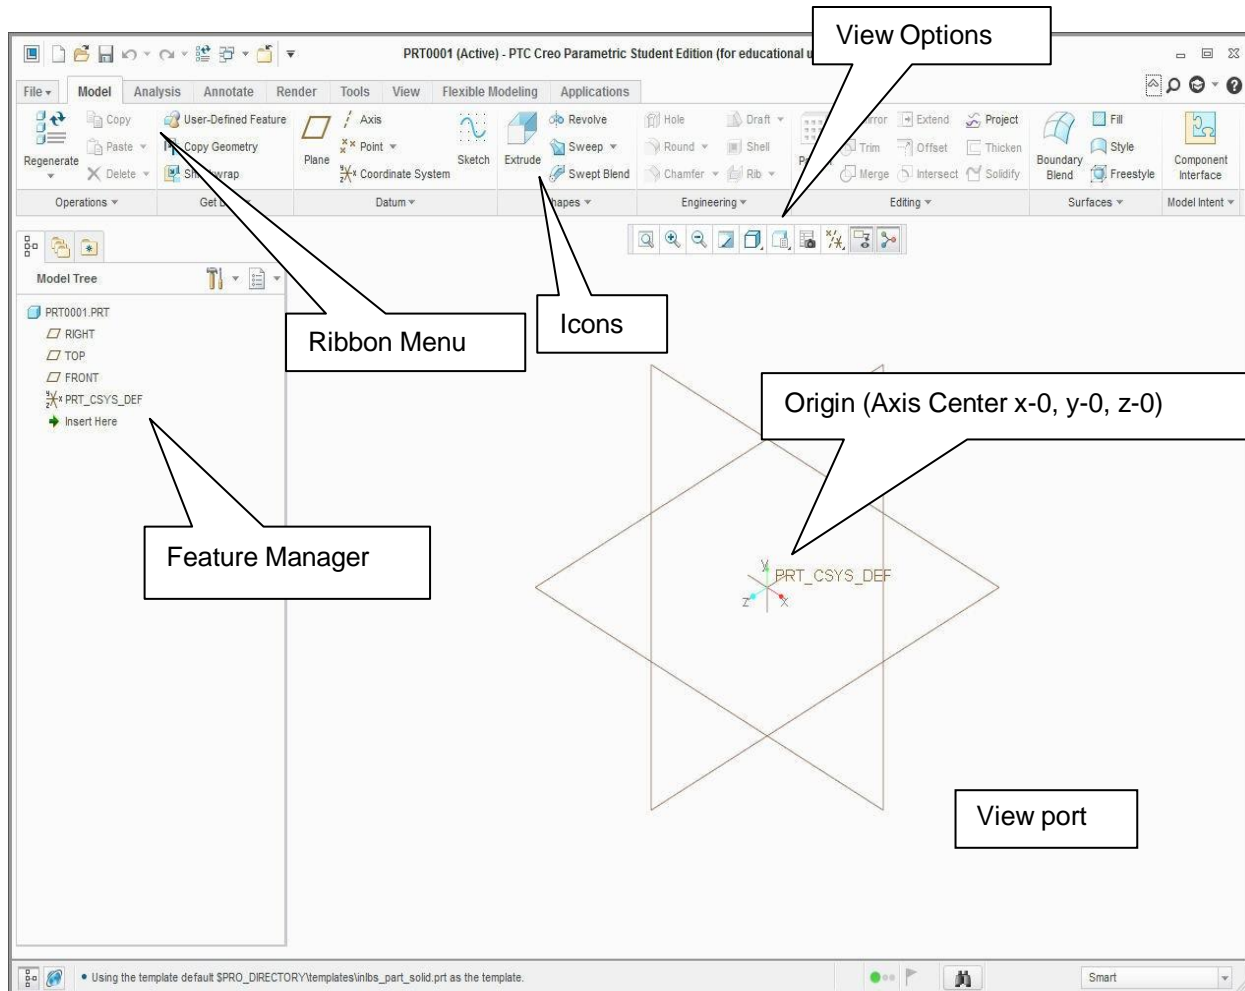 View Options
PRT0001 (Active) - PTC Creo Parametric Student Edition (for educational u
File Model Analysis Annotate Render Tools View Flexible Modeling Applications
Regenerate
Copy
Paste
Delete
Operations
User-Defined Feature
Copy Geometry
Get
Plane
Axis
Point
Coordinate System
Sketch
Datum
Extrude
Revolve
Sweep
Swept Blend
hapes
Hole
Round
Chamfer
Draft
Shell
Rib
Engineering
Trim
Merge
Extend
Offset
Intersect
Project
Thicken
Solidify
Editing
Boundary
Blend
Fill
Style
Freestyle
Surfaces
Component
Interface
Model Intent
Model Tree
PRT0001.PRT
RIGHT
TOP
FRONT
PRT_CSYS_DEF
Insert Here
Ribbon Menu
Icons
Origin (Axis Center x-0, y-0, z-0)
Feature Manager
y
PRT_CSYS_DEF
z
x
View port
Using the template default $PRO_DIRECTORY\templates\inlbs_part_solid.prt as the template.
Smart